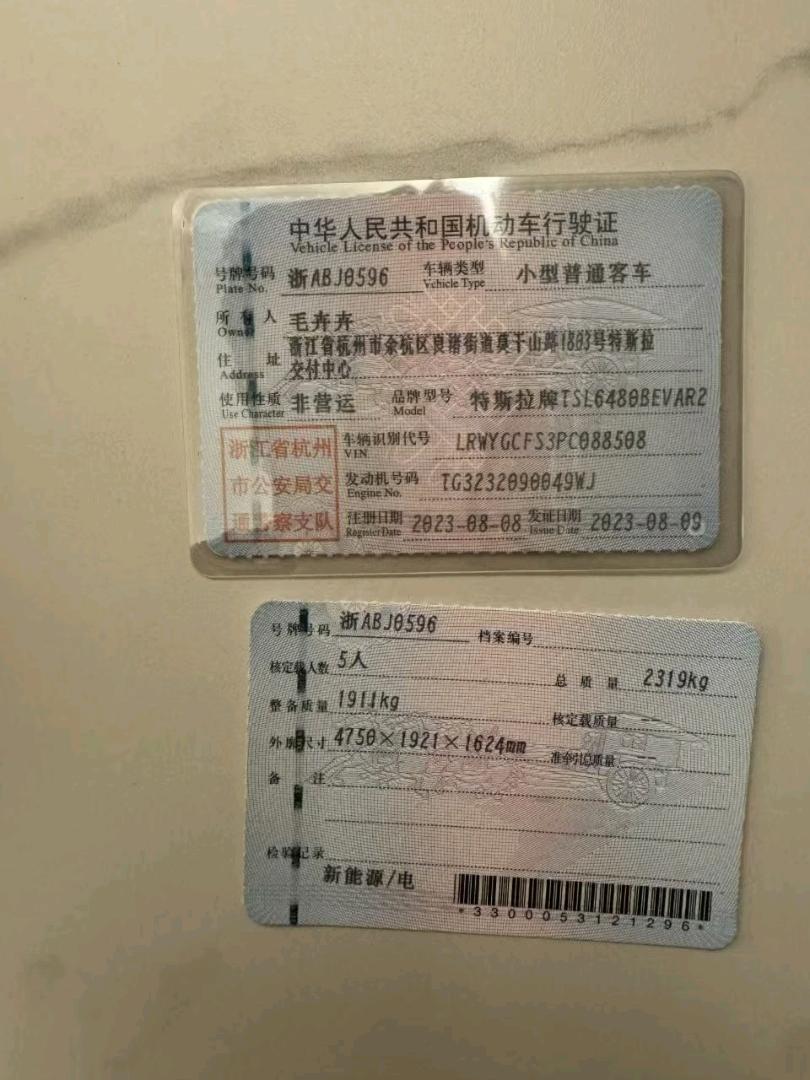 中华人民共和国机动车行驶证
Vehicle License of the People's Republic of China
号牌号码 浙ABJ0596 车辆类型 小型普通客车
Plate No. Vehicle Type
所有人 毛卉卉
Owner
住址 浙江省杭州市余杭区良渚街道莫干山路1803号特斯拉
Address 交付中心
使用性质 非营运 品牌型号 特斯拉牌TSL6480BEVAR2
Use Character Model
浙江省杭州
市公安局交
通警察支队
车辆识别代号 LRWYGCFS3PC088508
VIN
发动机号码 TG3232090049WJ
Engine No.
注册日期 2023-08-08 发证日期 2023-08-09
Register Date Issue Date
号牌号码 浙ABJ0596 档案编号
核定载人数 5人 总质量 2319kg
整备质量 1911kg 核定载质量
外廓尺寸 4750×1921×1624mm 准牵引总质量
备注
检验记录
新能源/电
*3300053121296*